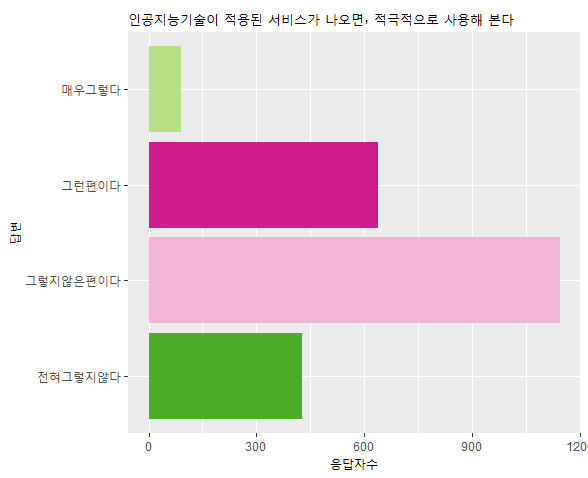 인공지능기술이 적용된 서비스가 나오면, 적극적으로 사용해 본다
매우그렇다
그런편이다
그렇지않은편이다
전혀그렇지않다
답변
0 300 600 900 1200
응답자수